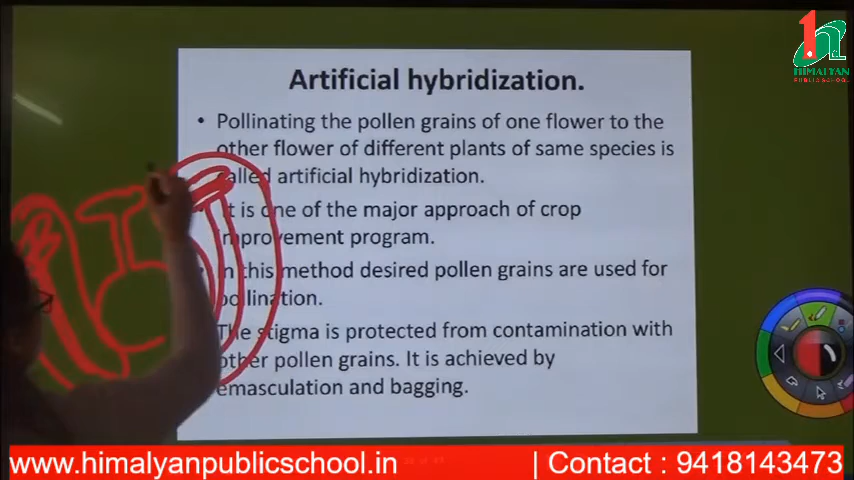 HIMALYAN
PUBLIC SCHOOL
Artificial hybridization.
• Pollinating the pollen grains of one flower to the
other flower of different plants of same species is
called artificial hybridization.
It is one of the major approach of crop
improvement program.
In this method desired pollen grains are used for
pollination.
The stigma is protected from contamination with
other pollen grains. It is achieved by
emasculation and bagging.
www.himalyanpublicschool.in | Contact : 9418143473